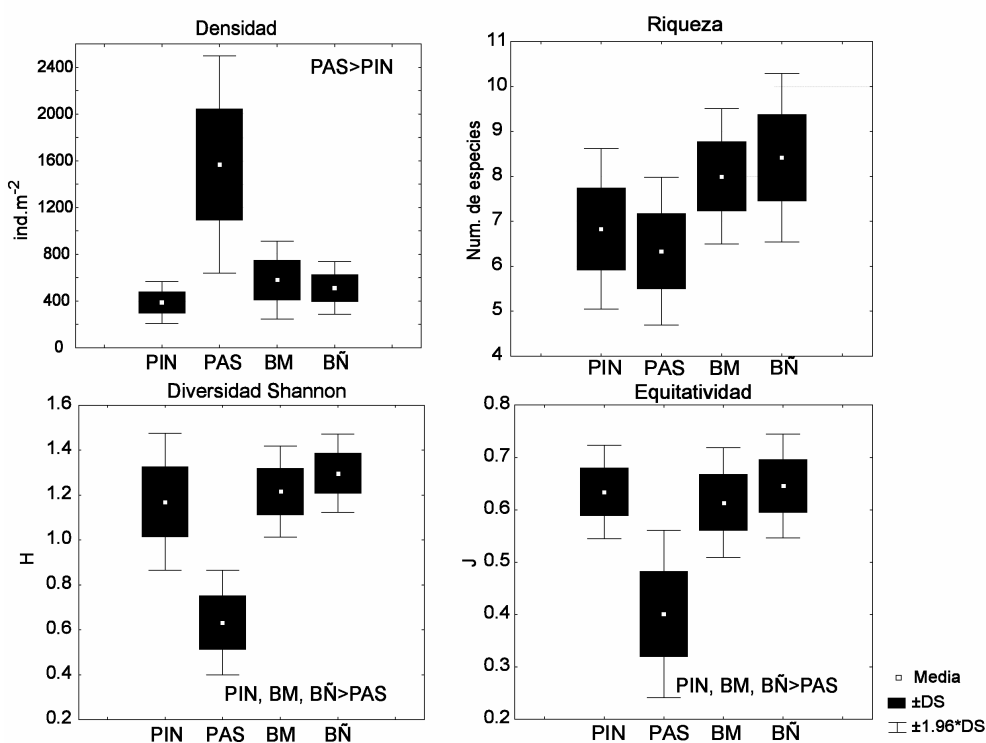 Densidad
PAS>PIN
2400
2000
1600
1200
800
400
0
ind.m-2
PIN PAS BM BÑ
Riqueza
11
10
9
8
7
6
5
4
Num. de especies
PIN PAS BM BÑ
Diversidad Shannon
1.6
1.4
1.2
1.0
0.8
0.6
0.4
0.2
H
PIN, BM, BÑ>PAS
PIN PAS BM BÑ
Equitatividad
0.8
0.7
0.6
0.5
0.4
0.3
0.2
J
PIN, BM, BÑ>PAS
PIN PAS BM BÑ
Media
±DS
±1.96*DS